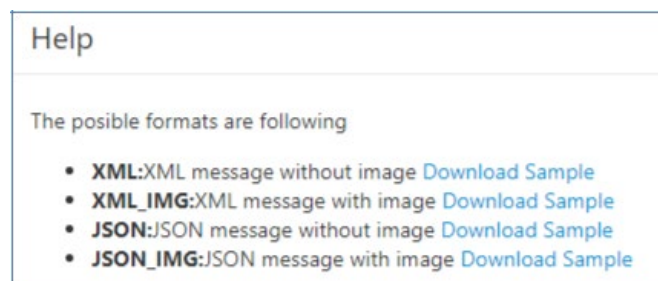 Help
The posible formats are following
• XML:XML message without image Download Sample
• XML_IMG:XML message with image Download Sample
• JSON:JSON message without image Download Sample
• JSON_IMG:JSON message with image Download Sample